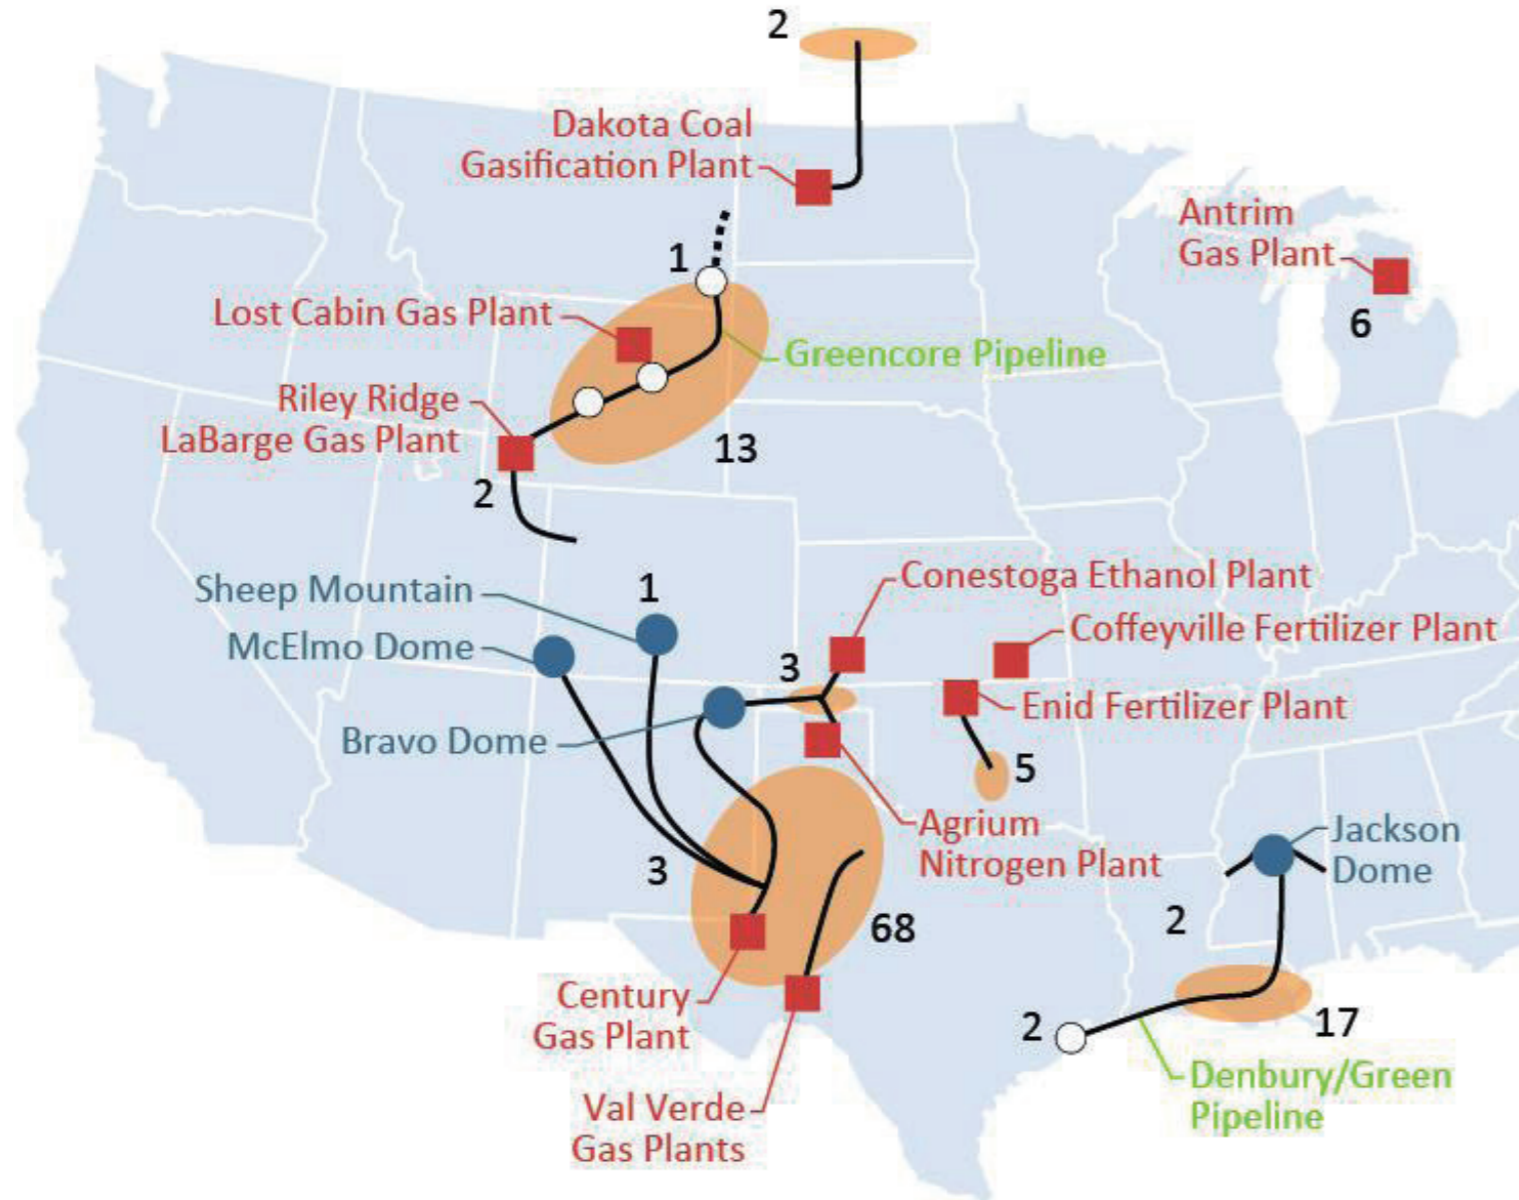 2
Dakota Coal
Gasification Plant
Antrim
Gas Plant
6
1
Lost Cabin Gas Plant
Greencore Pipeline
Riley Ridge
LaBarge Gas Plant
13
2
Sheep Mountain
1
McElmo Dome
Bravo Dome
3
Conestoga Ethanol Plant
Coffeyville Fertilizer Plant
Enid Fertilizer Plant
5
Agrium
Nitrogen Plant
Jackson
Dome
3
68
2
Century
Gas Plant
2
17
Val Verde
Gas Plants
Denbury/Green
Pipeline